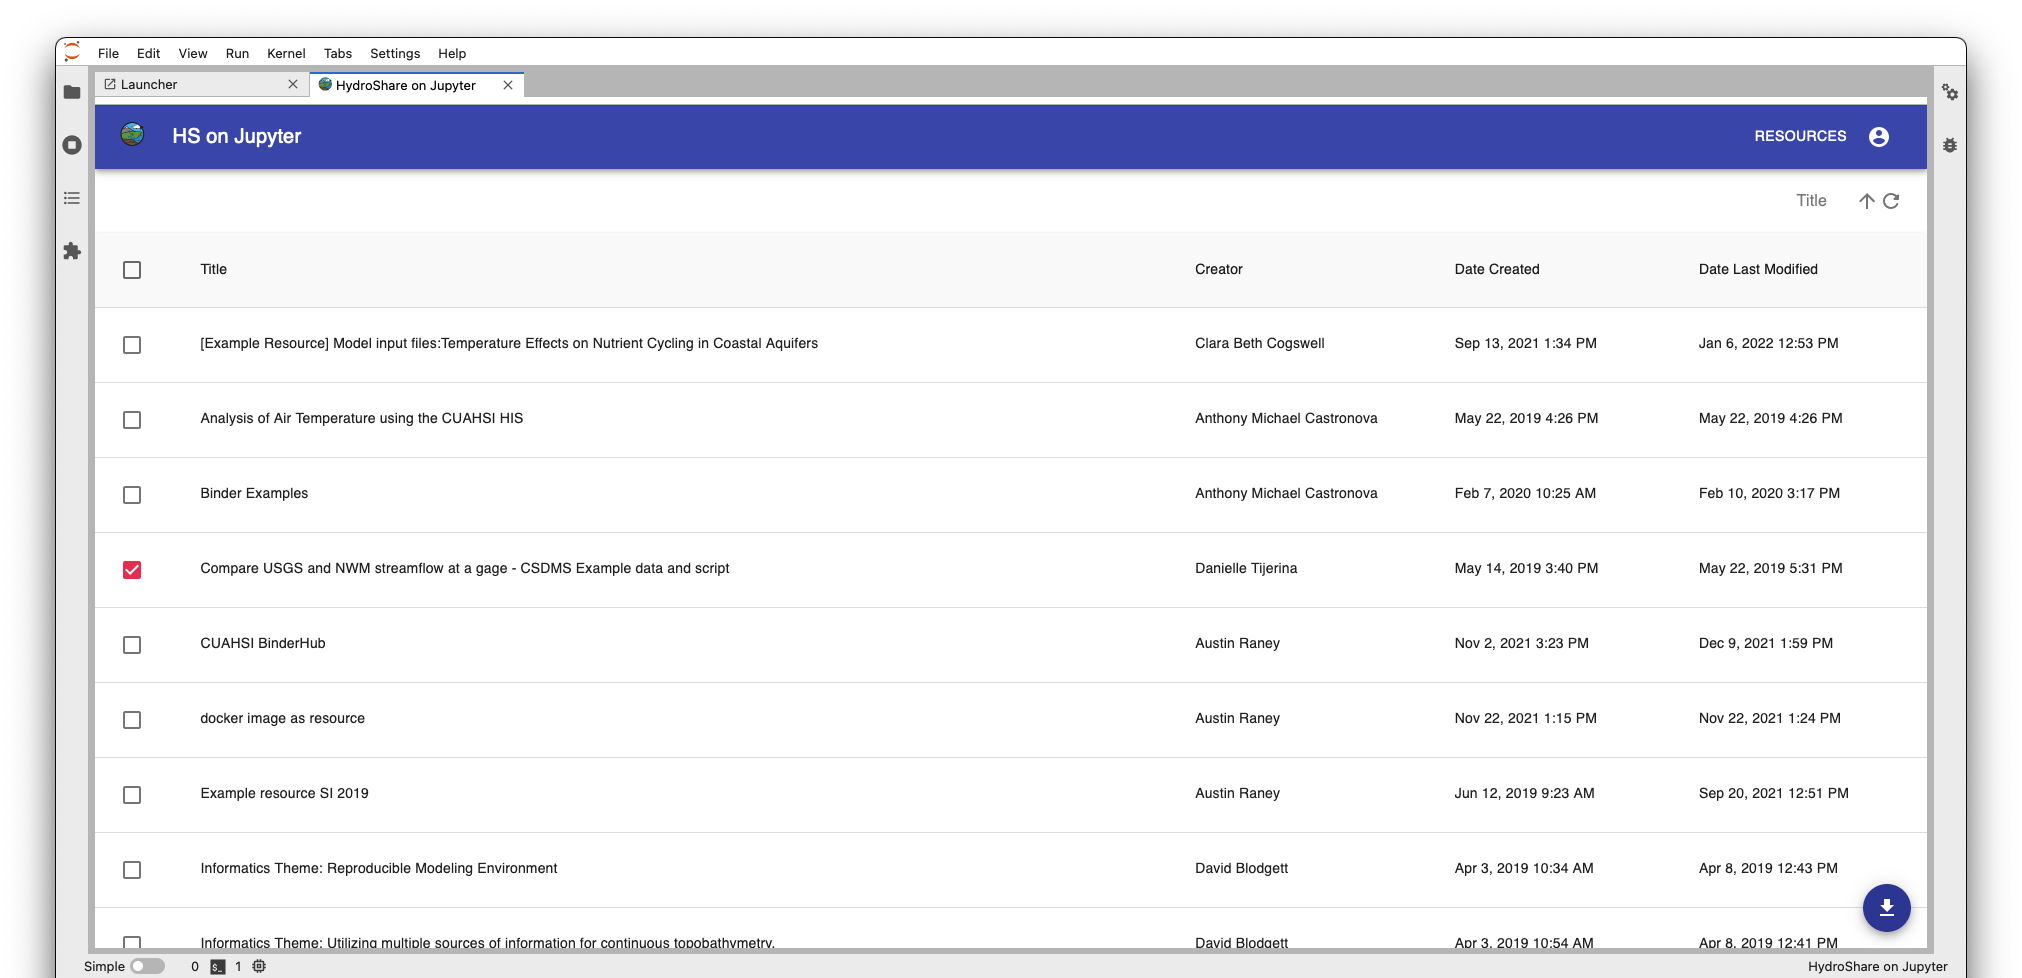 File Edit View Run Kernel Tabs Settings Help
Launcher HydroShare on Jupyter
HS on Jupyter RESOURCES
Title
Title Creator Date Created Date Last Modified
[Example Resource] Model input files:Temperature Effects on Nutrient Cycling in Coastal Aquifers Clara Beth Cogswell Sep 13, 2021 1:34 PM Jan 6, 2022 12:53 PM
Analysis of Air Temperature using the CUAHSI HIS Anthony Michael Castronova May 22, 2019 4:26 PM May 22, 2019 4:26 PM
Binder Examples Anthony Michael Castronova Feb 7, 2020 10:25 AM Feb 10, 2020 3:17 PM
Compare USGS and NWM streamflow at a gage - CSDMS Example data and script Danielle Tijerina May 14, 2019 3:40 PM May 22, 2019 5:31 PM
CUAHSI BinderHub Austin Raney Nov 2, 2021 3:23 PM Dec 9, 2021 1:59 PM
docker image as resource Austin Raney Nov 22, 2021 1:15 PM Nov 22, 2021 1:24 PM
Example resource SI 2019 Austin Raney Jun 12, 2019 9:23 AM Sep 20, 2021 12:51 PM
Informatics Theme: Reproducible Modeling Environment David Blodgett Apr 3, 2019 10:34 AM Apr 8, 2019 12:43 PM
Informatics Theme: Utilizing multiple sources of information for continuous topobathymetry. David Blodgett Apr 3, 2019 10:54 AM Apr 8, 2019 12:41 PM
Simple 0 $_ 1 HydroShare on Jupyter